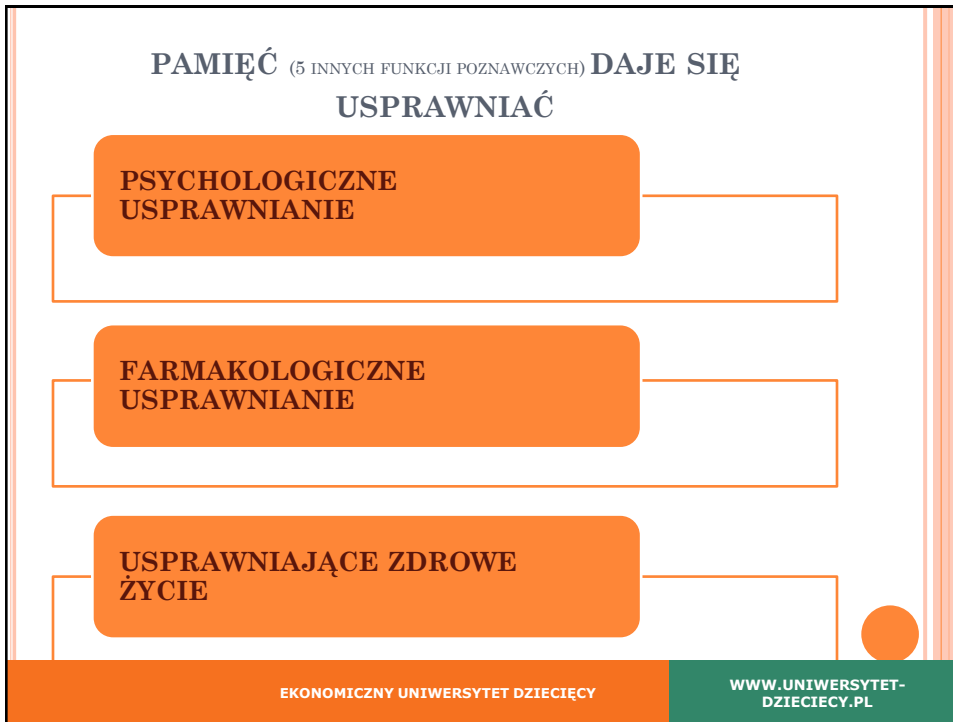 PAMIĘĆ (5 INNYCH FUNKCJI POZNAWCZYCH) DAJE SIĘ
USPRAWNIAĆ
PSYCHOLOGICZNE
USPRAWNIANIE
FARMAKOLOGICZNE
USPRAWNIANIE
USPRAWNIAJĄCE ZDROWE
ŻYCIE
EKONOMICZNY UNIWERSYTET DZIECIĘCY
WWW.UNIWERSYTET-
DZIECIECY.PL